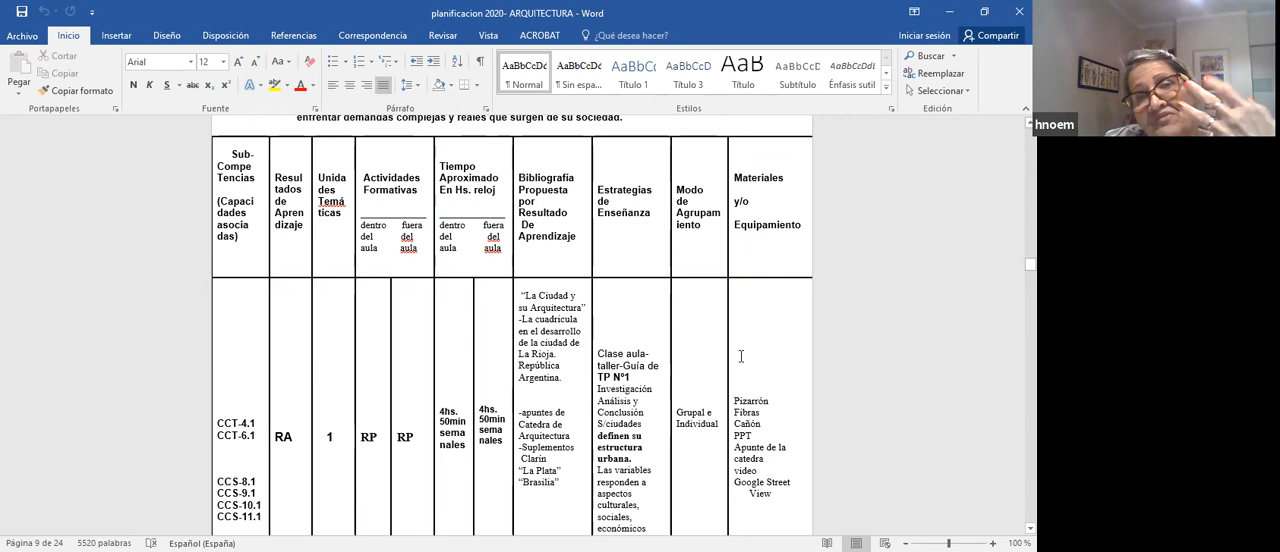 planificacion 2020- ARQUITECTURA - Word
Archivo Inicio Insertar Diseño Disposición Referencias Correspondencia Revisar Vista ACROBAT ¿Qué desea hacer? Iniciar sesión Compartir
Pegar
Cortar
Copiar
Copiar formato
Portapapeles
Arial 12
Fuente
Párrafo
AaBbCcDd AaBbCcDd AaBbC AaBbCcD AaB AaBbCcD AaBbCcDd
¶ Normal ¶ Sin espa... Título 1 Título 3 Título Subtítulo Énfasis sutil
Estilos
Buscar
Reemplazar
Seleccionar
Edición
hnoem
enfrentar demandas complejas y reales que surgen de su sociedad.
Sub-
Compe
Tencias
(Capaci
dades
asocia
das)
Resul
tados
de
Apren
dizaje
Unida
des
Temá
ticas
Actividades
Formativas
dentro
del
aula
fuera
del
aula
Tiempo
Aproximado
En Hs. reloj
dentro
del
aula
fuera
del
aula
Bibliografía
Propuesta
por
Resultado
De
Aprendizaje
Estrategias
de
Enseñanza
Modo
de
Agrupam
iento
Materiales
y/o
Equipamiento
CCT-4.1
CCT-6.1
CCS-8.1
CCS-9.1
CCS-10.1
CCS-11.1
RA
1
RP
RP
4hs.
50min
sema
nales
4hs.
50min
sema
nales
“La Ciudad y
su Arquitectura”
-La cuadrícula
en el desarrollo
de la ciudad de
La Rioja.
República
Argentina.
-apuntes de
Catedra de
Arquitectura
-Suplementos
Clarín
“La Plata”
“Brasilia”
Clase aula-
taller-Guía de
TP Nº1
Investigación
Análisis y
Conclusión
S/ciudades
definen su
estructura
urbana.
Las variables
responden a
aspectos
culturales,
sociales,
económicos
Grupal e
Individual
Pizarrón
Fibras
Cañón
PPT
Apunte de la
catedra
video
Google Street
View
Página 9 de 24 5520 palabras Español (España) 100 %